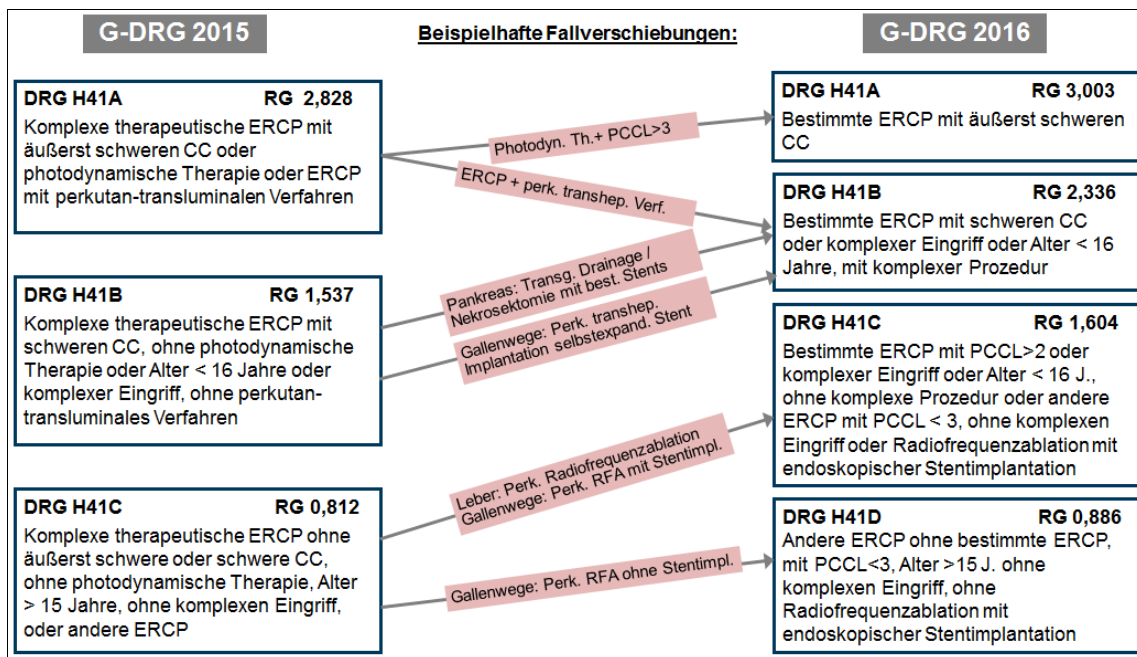 G-DRG 2015
Beispielhafte Fallverschiebungen:
G-DRG 2016
DRG H41A RG 2,828
Komplexe therapeutische ERCP mit
äußerst schweren CC oder
photodynamische Therapie oder ERCP
mit perkutan-transluminalen Verfahren
DRG H41B RG 1,537
Komplexe therapeutische ERCP mit
schweren CC, ohne photodynamische
Therapie oder Alter < 16 Jahre oder
komplexer Eingriff, ohne perkutan-
transluminales Verfahren
DRG H41C RG 0,812
Komplexe therapeutische ERCP ohne
äußerst schwere oder schwere CC,
ohne photodynamische Therapie, Alter
> 15 Jahre, ohne komplexen Eingriff,
oder andere ERCP
Photodyn. Th.+ PCCL>3
ERCP + perk. transhep. Verf.
Pankreas: Transg. Drainage /
Nekrosektomie mit best. Stents
Gallenwege: Perk. transhep.
Implantation selbstexpand. Stent
Leber: Perk. Radiofrequenzablation
Gallenwege: Perk. RFA mit Stentimpl.
Gallenwege: Perk. RFA ohne Stentimpl.
DRG H41A RG 3,003
Bestimmte ERCP mit äußerst schweren
CC
DRG H41B RG 2,336
Bestimmte ERCP mit schweren CC
oder komplexer Eingriff oder Alter < 16
Jahre, mit komplexer Prozedur
DRG H41C RG 1,604
Bestimmte ERCP mit PCCL>2 oder
komplexer Eingriff oder Alter < 16 J.,
ohne komplexe Prozedur oder andere
ERCP mit PCCL < 3, ohne komplexen
Eingriff oder Radiofrequenzablation mit
endoskopischer Stentimplantation
DRG H41D RG 0,886
Andere ERCP ohne bestimmte ERCP,
mit PCCL<3, Alter >15 J. ohne
komplexen Eingriff, ohne
Radiofrequenzablation mit
endoskopischer Stentimplantation